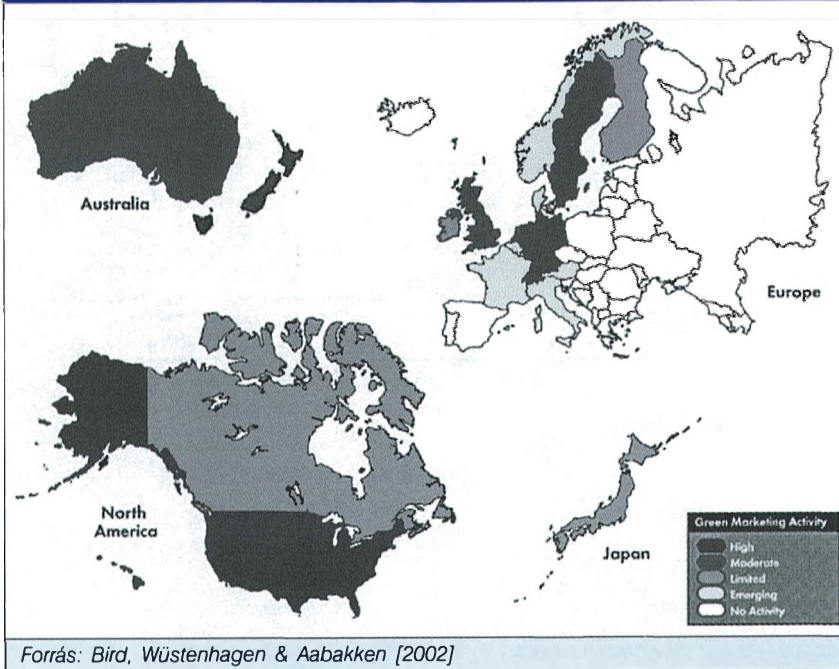 Australia
Europe
North
America
Japan
Green Marketing Activity
High
Moderate
Limited
Emerging
No Activity
Forrás: Bird, Wüstenhagen & Aabakken [2002]